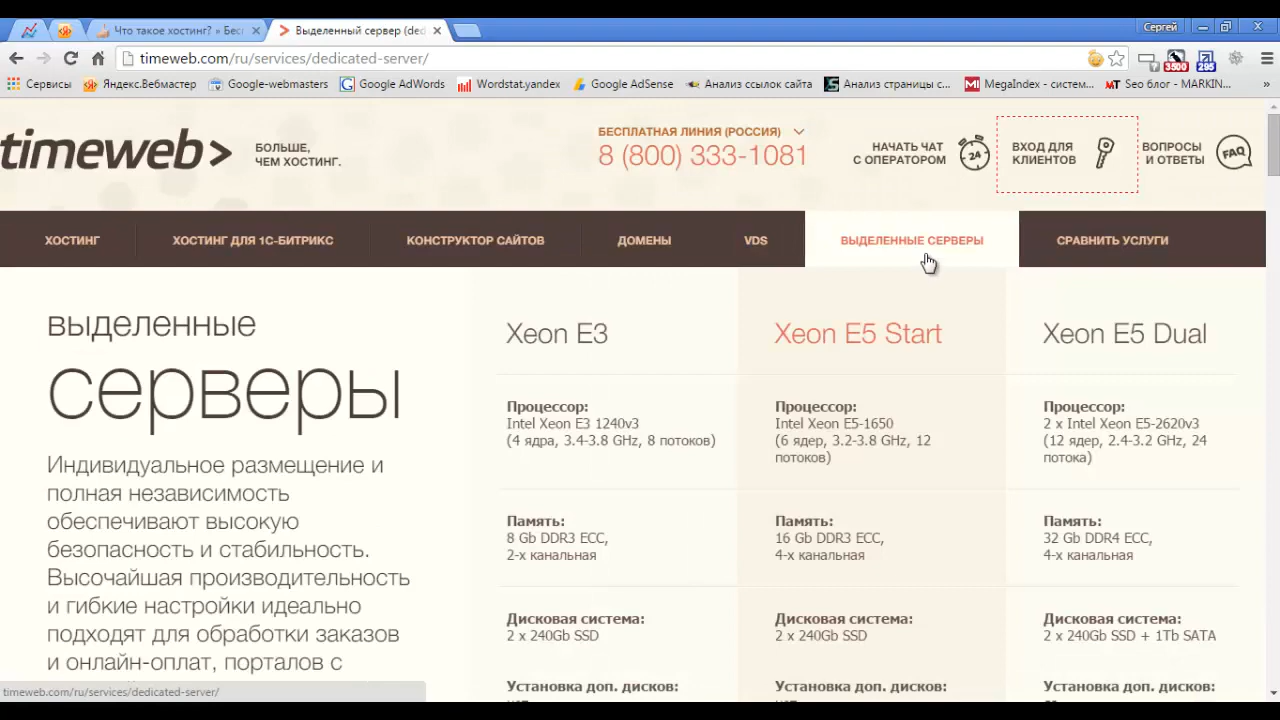 Что такое хостинг? » Бес
Выделенный сервер (ded
Сергей
timeweb.com/ru/services/dedicated-server/
3500
295
Сервисы
Яндекс.Вебмастер
Google-webmasters
Google AdWords
Wordstat.yandex
Google AdSense
Анализ ссылок сайта
Анализ страницы с...
MegaIndex - систем...
Seo блог - MARKIN...
»
timeweb>
БОЛЬШЕ,
ЧЕМ ХОСТИНГ.
БЕСПЛАТНАЯ ЛИНИЯ (РОССИЯ)
8 (800) 333-1081
НАЧАТЬ ЧАТ
С ОПЕРАТОРОМ
24
ВХОД ДЛЯ
КЛИЕНТОВ
ВОПРОСЫ
И ОТВЕТЫ
FAQ
ХОСТИНГ
ХОСТИНГ ДЛЯ 1С-БИТРИКС
КОНСТРУКТОР САЙТОВ
ДОМЕНЫ
VDS
ВЫДЕЛЕННЫЕ СЕРВЕРЫ
СРАВНИТЬ УСЛУГИ
выделенные
серверы
Индивидуальное размещение и
полная независимость
обеспечивают высокую
безопасность и стабильность.
Высочайшая производительность
и гибкие настройки идеально
подходят для обработки заказов
и онлайн-оплат, порталов с
Xeon E3
Процессор:
Intel Xeon E3 1240v3
(4 ядра, 3.4-3.8 GHz, 8 потоков)
Память:
8 Gb DDR3 ECC,
2-х канальная
Дисковая система:
2 x 240Gb SSD
Установка доп. дисков:
Xeon E5 Start
Процессор:
Intel Xeon E5-1650
(6 ядер, 3.2-3.8 GHz, 12
потоков)
Память:
16 Gb DDR3 ECC,
4-х канальная
Дисковая система:
2 x 240Gb SSD
Установка доп. дисков:
Xeon E5 Dual
Процессор:
2 x Intel Xeon E5-2620v3
(12 ядер, 2.4-3.2 GHz, 24
потока)
Память:
32 Gb DDR4 ECC,
4-х канальная
Дисковая система:
2 x 240Gb SSD + 1Tb SATA
Установка доп. дисков:
timeweb.com/ru/services/dedicated-server/